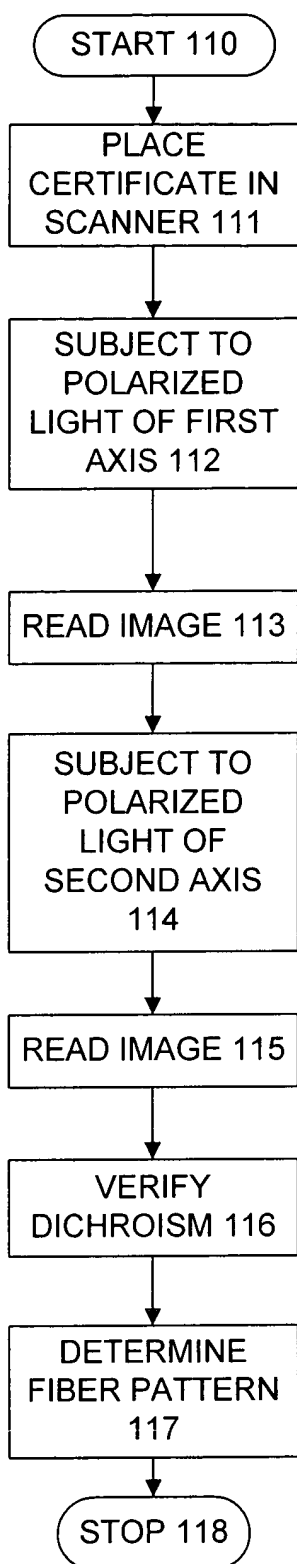 START 110
PLACE
CERTIFICATE IN
SCANNER 111
SUBJECT TO
POLARIZED
LIGHT OF FIRST
AXIS 112
READ IMAGE 113
SUBJECT TO
POLARIZED
LIGHT OF
SECOND AXIS
114
READ IMAGE 115
VERIFY
DICHROISM 116
DETERMINE
FIBER PATTERN
117
STOP 118